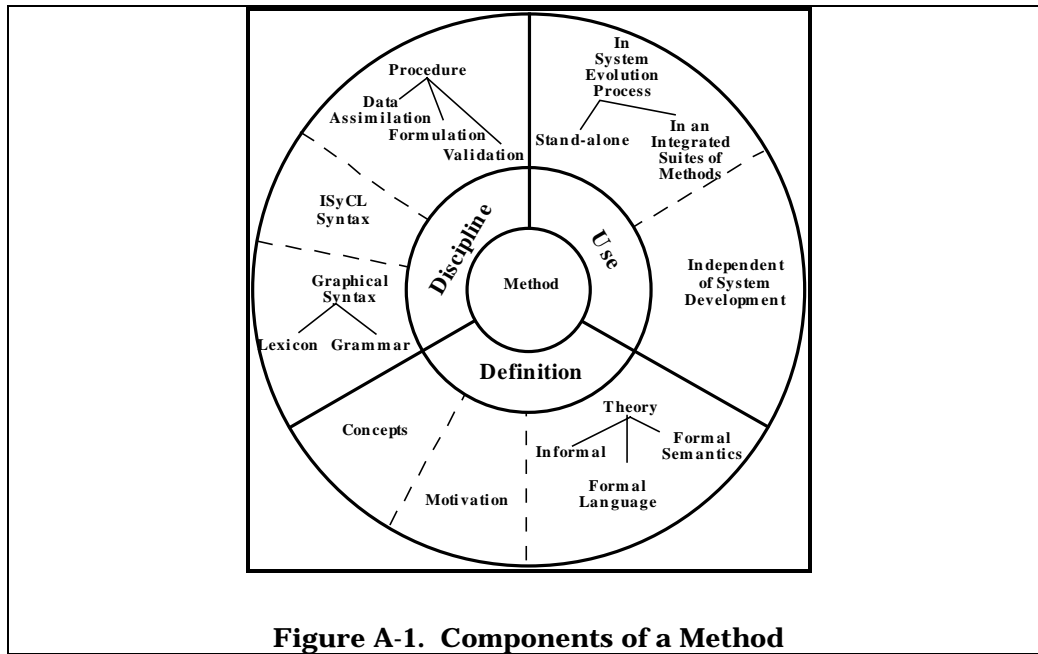 Procedure
Data
Assimilation
Formulation
Validation
In
System
Evolution
Process
Stand-alone
In an
Integrated
Suites of
Methods
ISyCL
Syntax
Discipline
Use
Method
Independent
of System
Development
Graphical
Syntax
Lexicon
Grammar
Definition
Concepts
Motivation
Theory
Informal
Formal
Semantics
Formal
Language
Figure A-1. Components of a Method